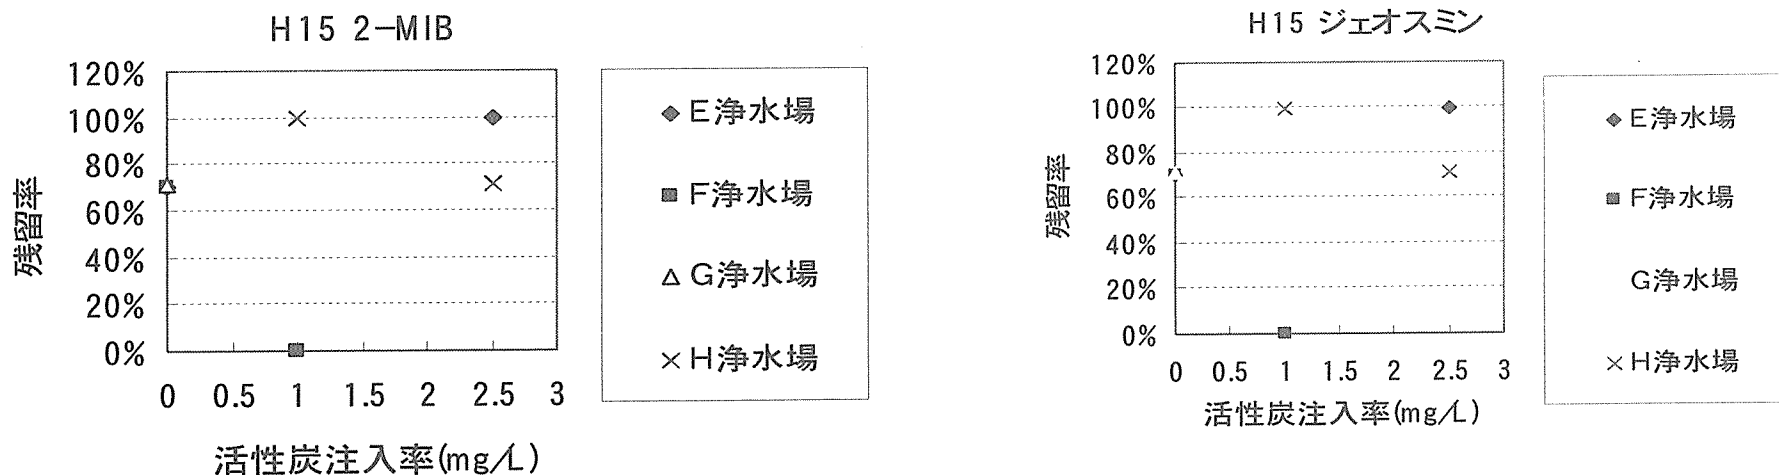 H15 2-MIB
120%
100%
80%
60%
40%
20%
0%
0 0.5 1 1.5 2 2.5 3
残留率
活性炭注入率(mg/L)
E浄水場
F浄水場
G浄水場
H浄水場
H15 ジェオスミン
120%
100%
80%
60%
40%
20%
0%
0 0.5 1 1.5 2 2.5 3
残留率
活性炭注入率(mg/L)
E浄水場
F浄水場
G浄水場
H浄水場